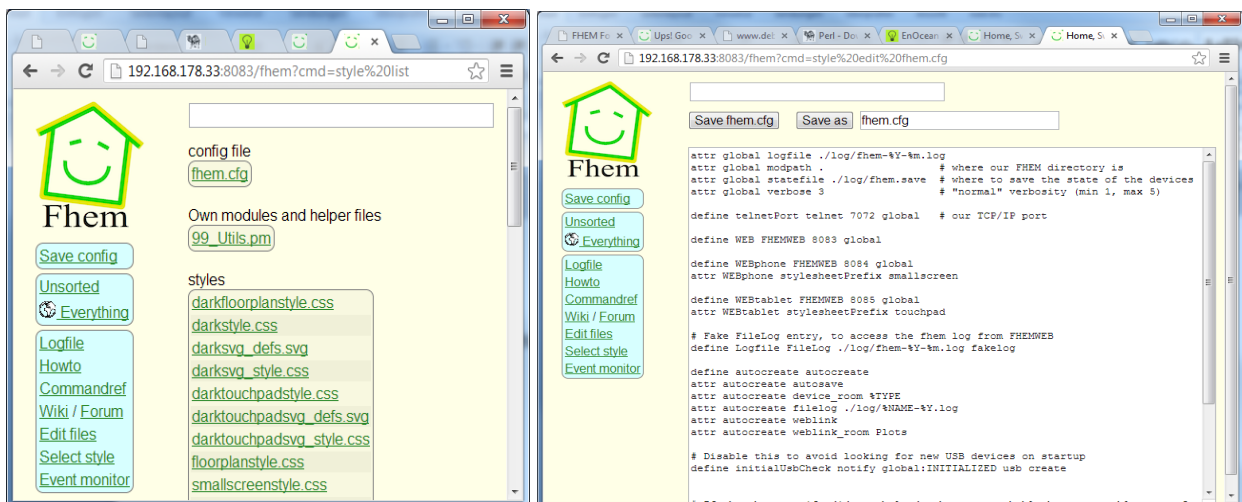 192.168.178.33:8083/fhem?cmd=style%20list
Fhem
Save config
Unsorted
Everything
Logfile
Howto
Commandref
Wiki / Forum
Edit files
Select style
Event monitor
config file
fhem.cfg
Own modules and helper files
99_Utils.pm
styles
darkfloorplanstyle.css
darkstyle.css
darksvg_defs.svg
darksvg_style.css
darktouchpadstyle.css
darktouchpadsvg_defs.svg
darktouchpadsvg_style.css
floorplanstyle.css
smallscreenstyle.css
FHEM Fo
Ups! Goo
www.det
Perl - Dov
EnOcean
Home, Su
Home, Su
192.168.178.33:8083/fhem?cmd=style%20edit%20fhem.cfg
Fhem
Save config
Unsorted
Everything
Logfile
Howto
Commandref
Wiki / Forum
Edit files
Select style
Event monitor
Save fhem.cfg Save as fhem.cfg
attr global logfile ./log/fhem-%Y-%m.log
attr global modpath . # where our FHEM directory is
attr global statefile ./log/fhem.save # where to save the state of the devices
attr global verbose 3 # "normal" verbosity (min 1, max 5)
define telnetPort telnet 7072 global # our TCP/IP port
define WEB FHEMWEB 8083 global
define WEBphone FHEMWEB 8084 global
attr WEBphone stylesheetPrefix smallscreen
define WEBtablet FHEMWEB 8085 global
attr WEBtablet stylesheetPrefix touchpad
# Fake FileLog entry, to access the fhem log from FHEMWEB
define Logfile FileLog ./log/fhem-%Y-%m.log fakelog
define autocreate autocreate
attr autocreate autosave
attr autocreate device_room %TYPE
attr autocreate filelog ./log/%NAME-%Y.log
attr autocreate weblink
attr autocreate weblink_room Plots
# Disable this to avoid looking for new USB devices on startup
define initialUsbCheck notify global:INITIALIZED usb create